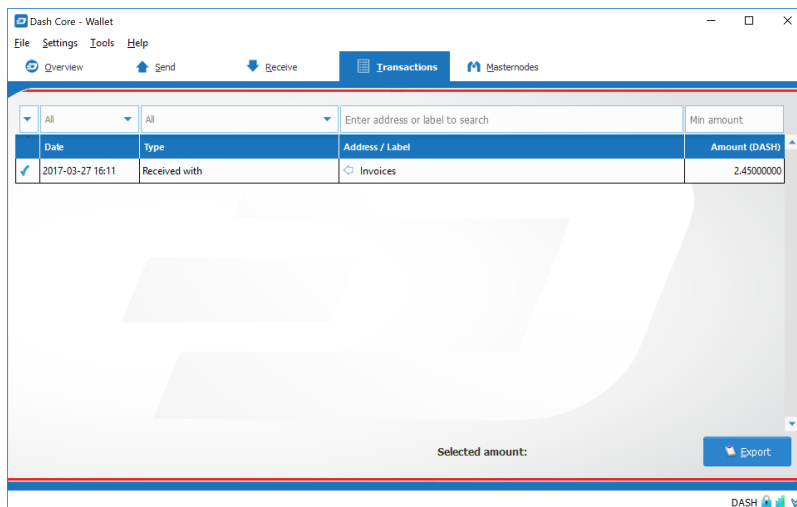 Dash Core - Wallet
File Settings Tools Help
Overview Send Receive Transactions Masternodes
All All Enter address or label to search Min amount
Date Type Address / Label Amount (DASH)
2017-03-27 16:11 Received with Invoices 2.45000000
Selected amount: Export
DASH